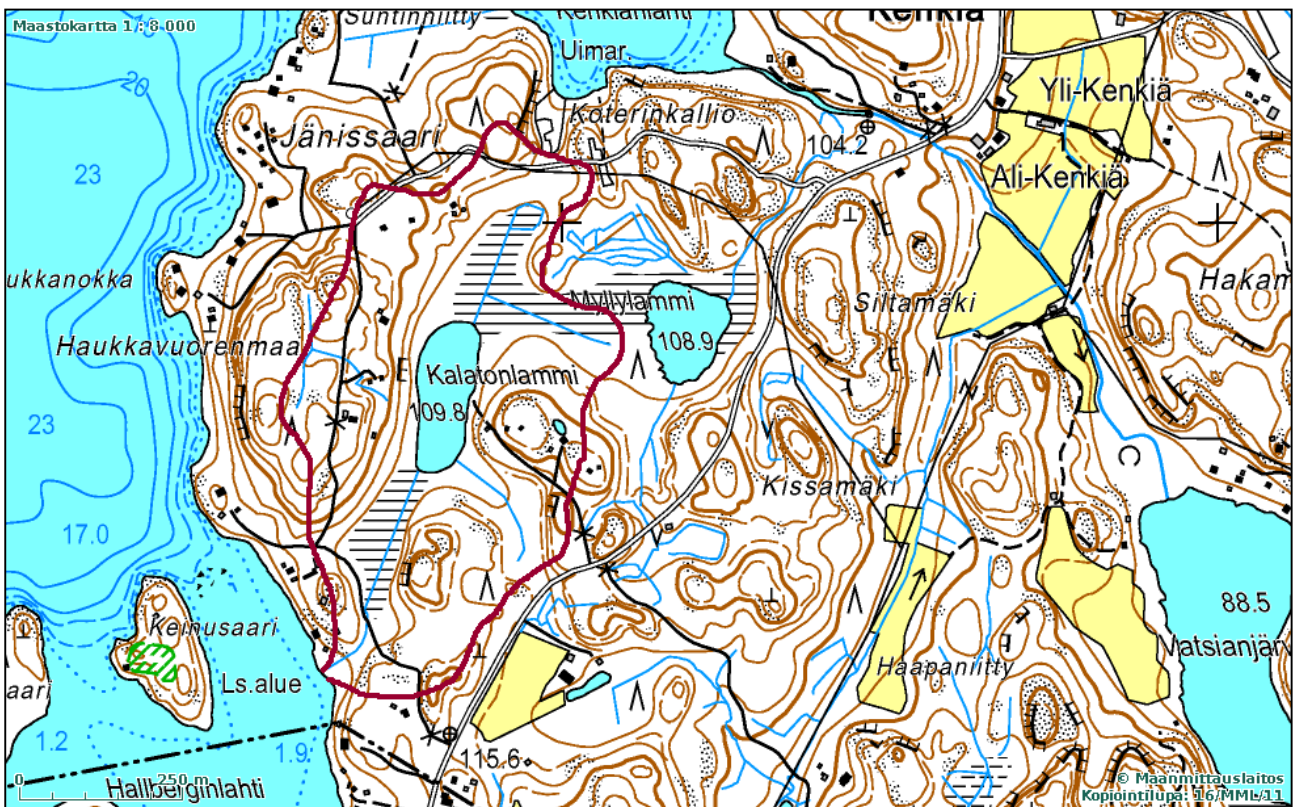 Suntinniitty
Kenkiänlahti
Kenkiä
Maastokartta 1 : 8 000
Uimar.
20
Yli-Kenkiä
Koterinkallio
Jänissaari
104.2
23
Ali-Kenkiä
ukkanokka
Hakam
Myllylammi
Siltamäki
108.9
Haukkavuorenmaa
Kalatonlammi
109.8
23
Kissamäki
17.0
88.5
Keinusaari
Vatsianjärv
Haapaniitty
Ls.alue
aari
1.2
1.9
115.6
0
250 m
Hallberginlahti
© Maanmittauslaitos
Kopiointilupa: 16/MML/11